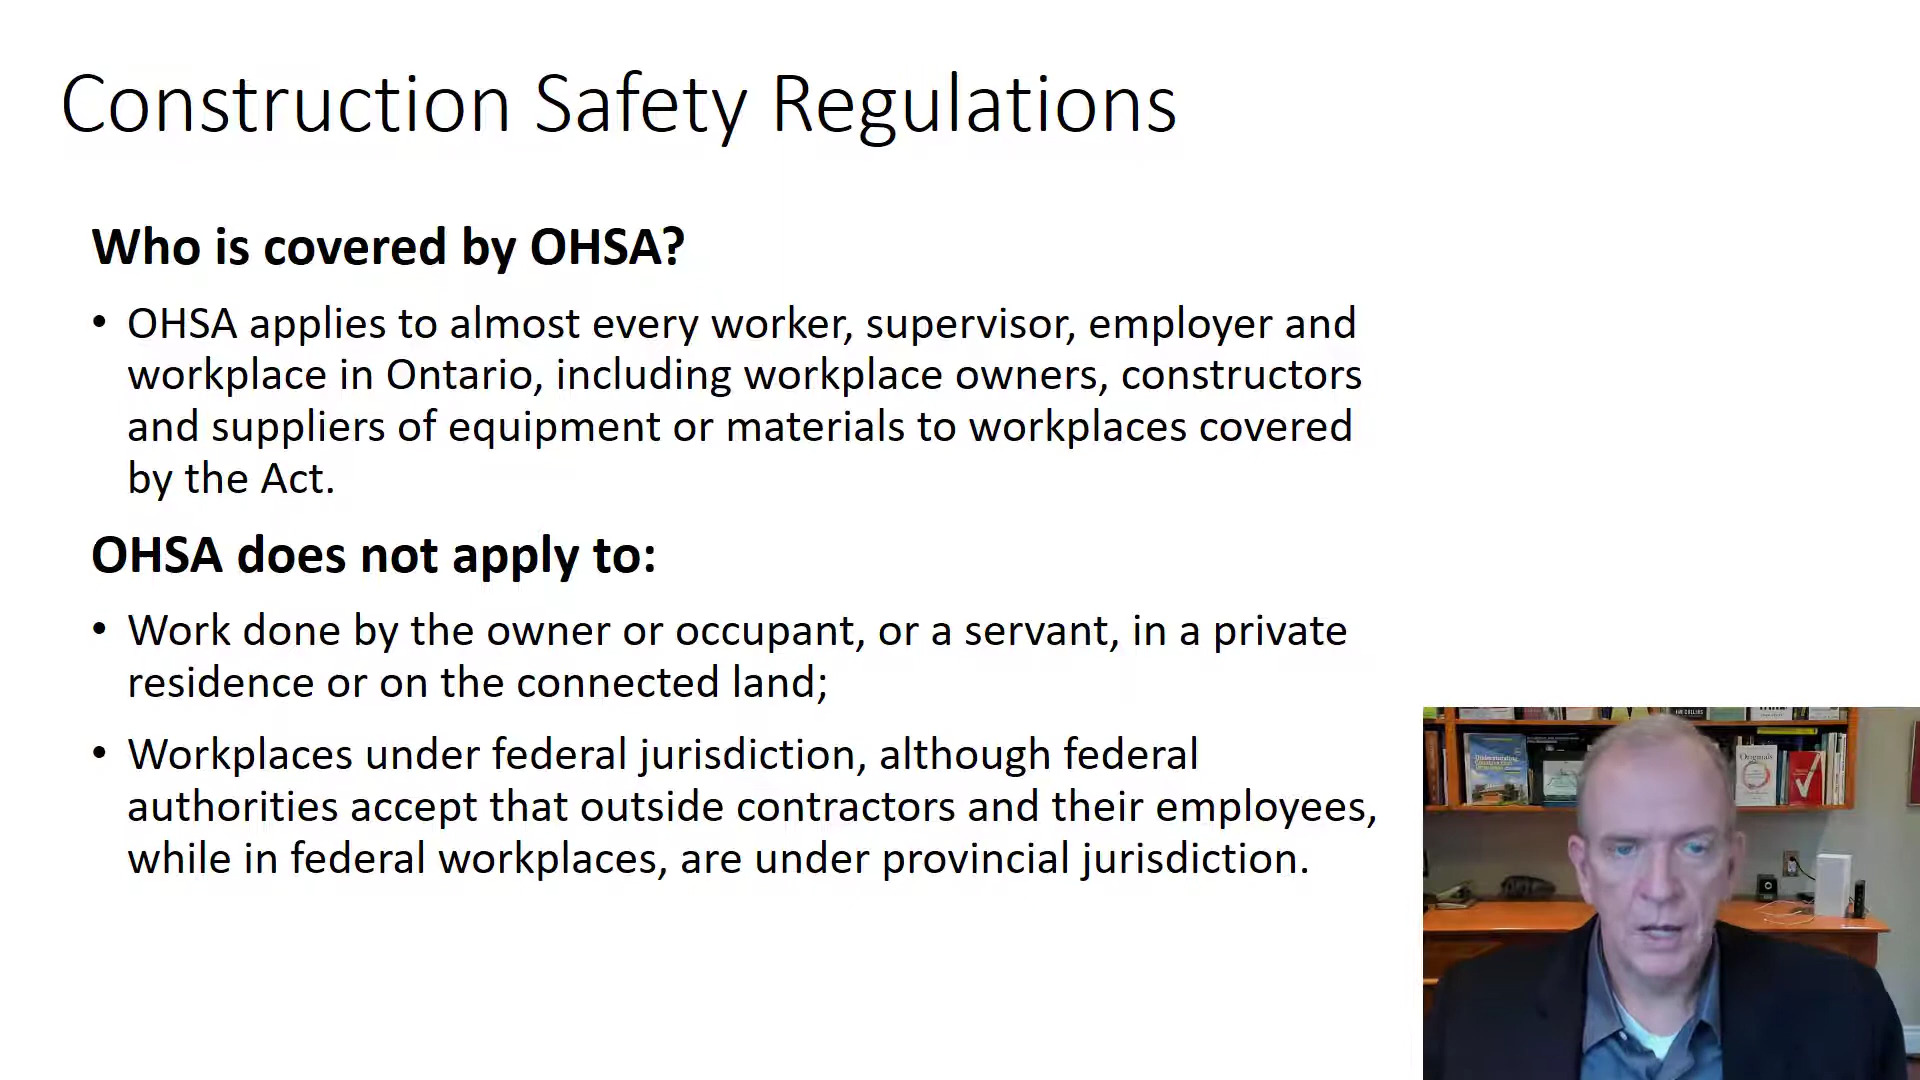 Construction Safety Regulations
Who is covered by OHSA?
• OHSA applies to almost every worker, supervisor, employer and
workplace in Ontario, including workplace owners, constructors
and suppliers of equipment or materials to workplaces covered
by the Act.
OHSA does not apply to:
• Work done by the owner or occupant, or a servant, in a private
residence or on the connected land;
• Workplaces under federal jurisdiction, although federal
authorities accept that outside contractors and their employees,
while in federal workplaces, are under provincial jurisdiction.
Originals